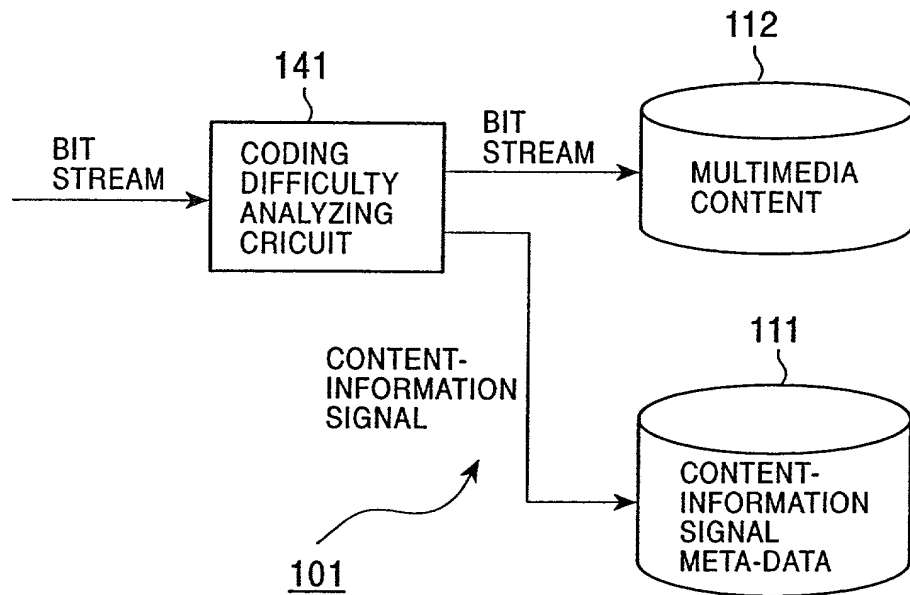 112
141
BIT
STREAM
CODING
DIFFICULTY
ANALYZING
CRICUIT
BIT
STREAM
MULTIMEDIA
CONTENT
111
CONTENT-
INFORMATION
SIGNAL
CONTENT-
INFORMATION
SIGNAL
META-DATA
101